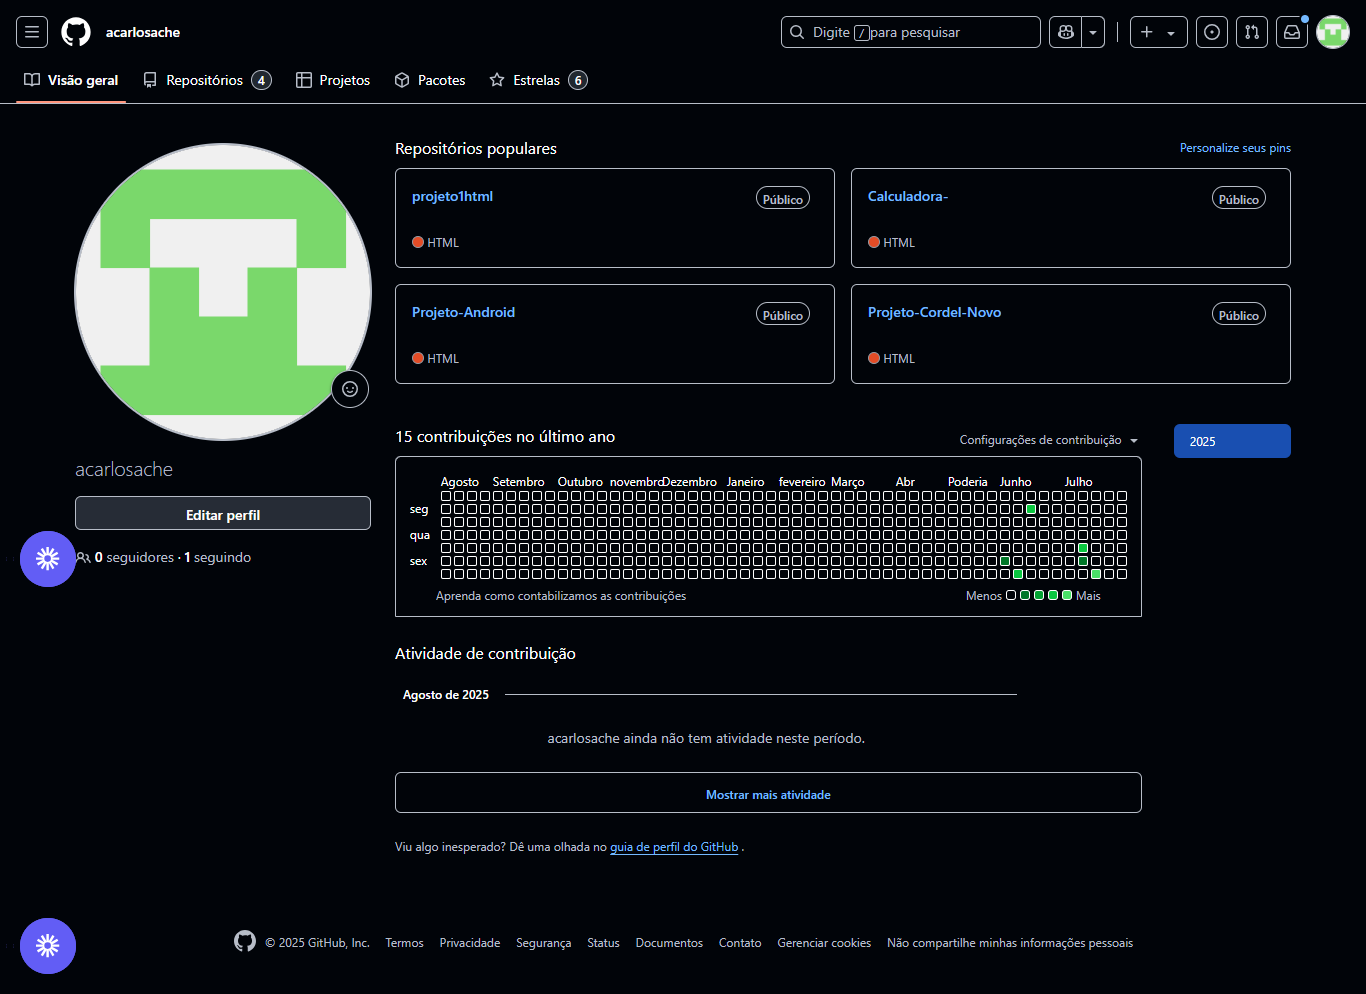 acarlosache
Digite / para pesquisar
Visão geral
Repositórios 4
Projetos
Pacotes
Estrelas 6
Repositórios populares
Personalize seus pins
projeto1html
Público
HTML
Calculadora-
Público
HTML
Projeto-Android
Público
HTML
Projeto-Cordel-Novo
Público
HTML
acarlosache
Editar perfil
0 seguidores · 1 seguindo
15 contribuições no último ano
Configurações de contribuição
2025
Agosto Setembro Outubro novembro Dezembro Janeiro fevereiro Março Abr Poderia Junho Julho
seg
qua
sex
Aprenda como contabilizamos as contribuições
Menos Mais
Atividade de contribuição
Agosto de 2025
acarlosache ainda não tem atividade neste período.
Mostrar mais atividade
Viu algo inesperado? Dê uma olhada no guia de perfil do GitHub .
© 2025 GitHub, Inc. Termos Privacidade Segurança Status Documentos Contato Gerenciar cookies Não compartilhe minhas informações pessoais